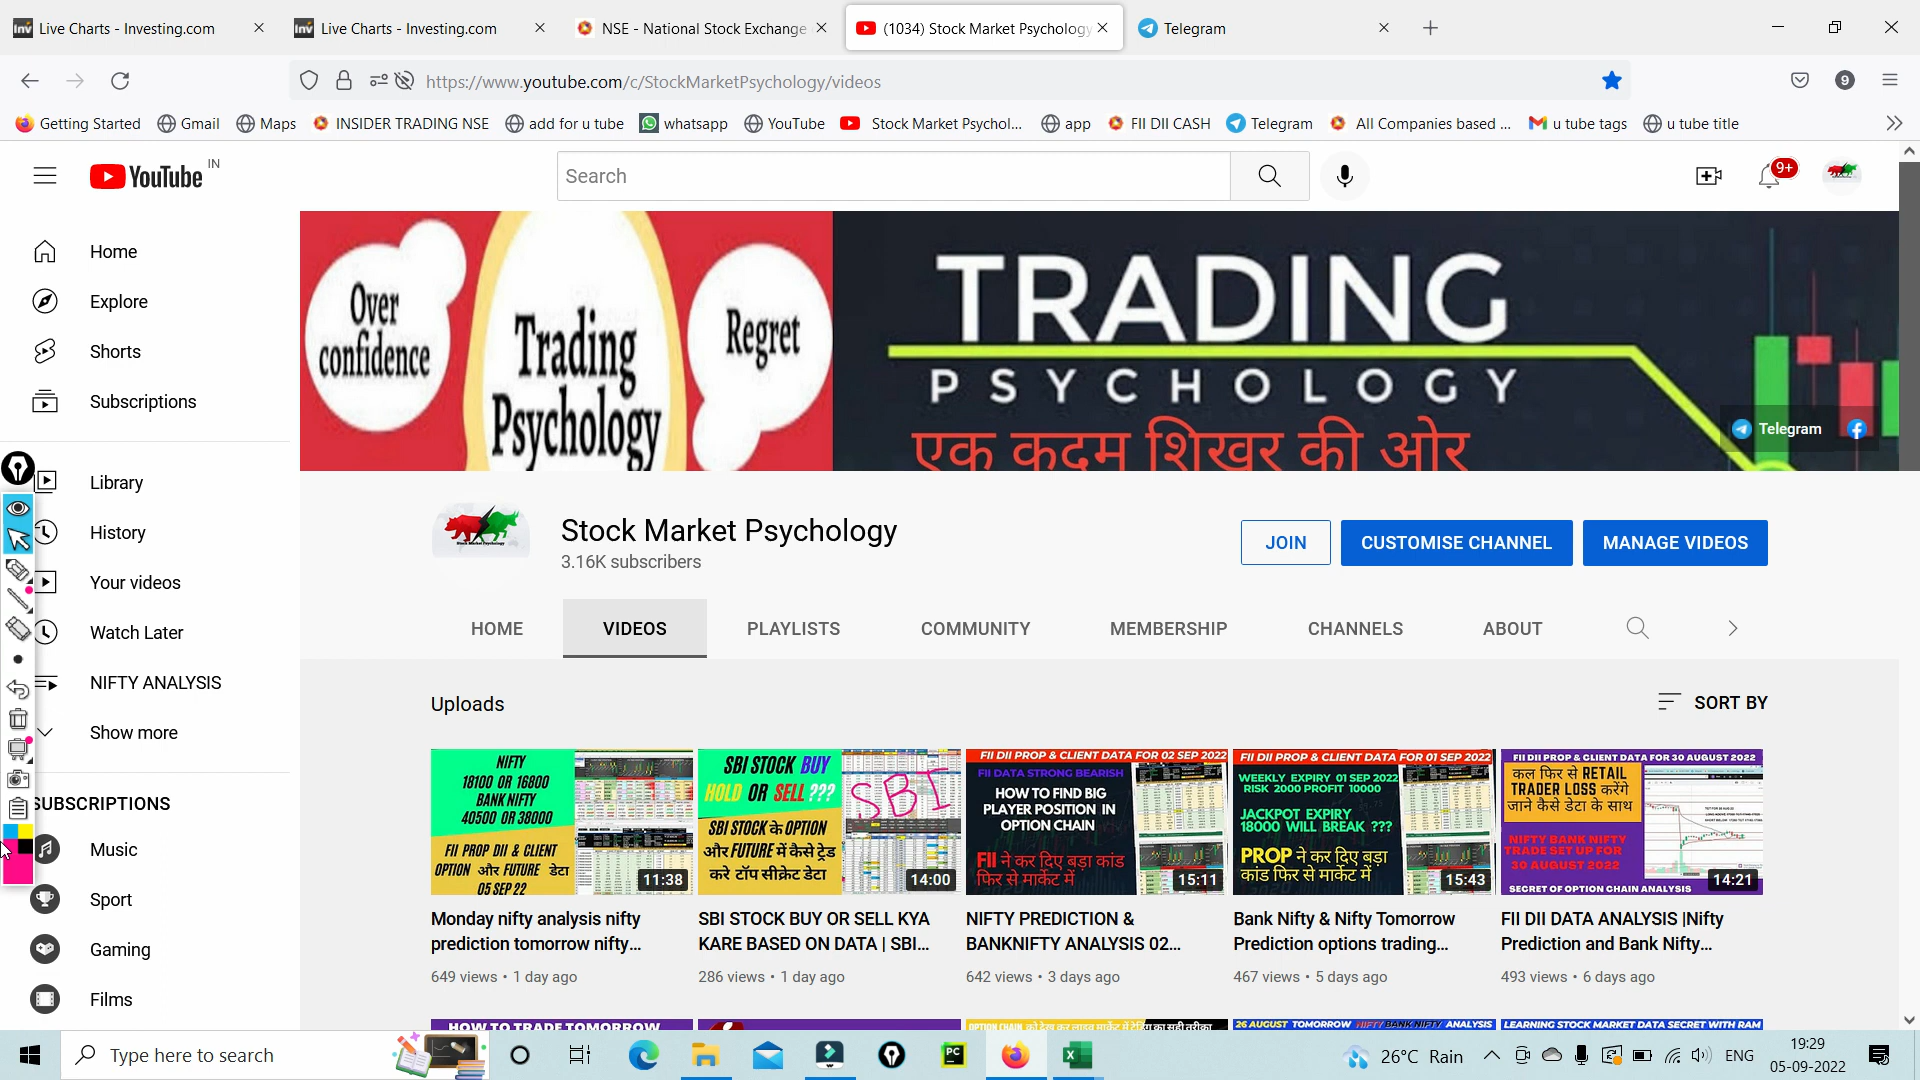 Live Charts - Investing.com
Live Charts - Investing.com
NSE - National Stock Exchange
(1034) Stock Market Psychology
Telegram
https://www.youtube.com/c/StockMarketPsychology/videos
9
Getting Started
Gmail
Maps
INSIDER TRADING NSE
add for u tube
whatsapp
YouTube
Stock Market Psychol...
app
FII DII CASH
Telegram
All Companies based ...
u tube tags
u tube title
YouTube IN
Search
9+
Home
Explore
Shorts
Subscriptions
Library
History
Your videos
Watch Later
NIFTY ANALYSIS
Show more
SUBSCRIPTIONS
Music
Sport
Gaming
Films
Over
confidence
Trading
Psychology
Regret
TRADING
PSYCHOLOGY
एक कदम शिखर की ओर
Telegram
Stock Market Psychology
3.16K subscribers
JOIN
CUSTOMISE CHANNEL
MANAGE VIDEOS
HOME
VIDEOS
PLAYLISTS
COMMUNITY
MEMBERSHIP
CHANNELS
ABOUT
Uploads
SORT BY
NIFTY
18100 OR 16800
BANK NIFTY
40500 OR 38000
FII PROP DII & CLIENT
OPTION और FUTURE डेटा
05 SEP 22
11:38
Monday nifty analysis nifty
prediction tomorrow nifty...
649 views • 1 day ago
SBI STOCK BUY
HOLD OR SELL ???
SBI STOCK के OPTION
और FUTURE में कैसे ट्रेड
करे टॉप सीक्रेट डेटा
SBI
14:00
SBI STOCK BUY OR SELL KYA
KARE BASED ON DATA | SBI...
286 views • 1 day ago
FII DII PROP & CLIENT DATA FOR 02 SEP 2022
FII DATA STRONG BEARISH
HOW TO FIND BIG
PLAYER POSITION IN
OPTION CHAIN
FII ने कर दिए बड़ा कांड
फिर से मार्केट में
15:11
NIFTY PREDICTION &
BANKNIFTY ANALYSIS 02...
642 views • 3 days ago
FII DII PROP & CLIENT DATA FOR 01 SEP 2022
WEEKLY EXPIRY 01 SEP 2022
RISK 2000 PROFIT 10000
JACKPOT EXPIRY
18000 WILL BREAK ???
PROP ने कर दिए बड़ा
कांड फिर से मार्केट में
15:43
Bank Nifty & Nifty Tomorrow
Prediction options trading...
467 views • 5 days ago
FII DII PROP & CLIENT DATA FOR 30 AUGUST 2022
कल फिर से RETAIL
TRADER LOSS करेंगे
जाने कैसे डेटा के साथ
NIFTY BANK NIFTY
TRADE SET UP FOR
30 AUGUST 2022
SECRET OF OPTION CHAIN ANALYSIS
14:21
FII DII DATA ANALYSIS |Nifty
Prediction and Bank Nifty...
493 views • 6 days ago
HOW TO TRADE TOMORROW
26 AUGUST TOMORROW NIFTY BANK NIFTY ANALYSIS
LEARNING STOCK MARKET DATA SECRET WITH RAM
Type here to search
26°C Rain
ENG
19:29
05-09-2022